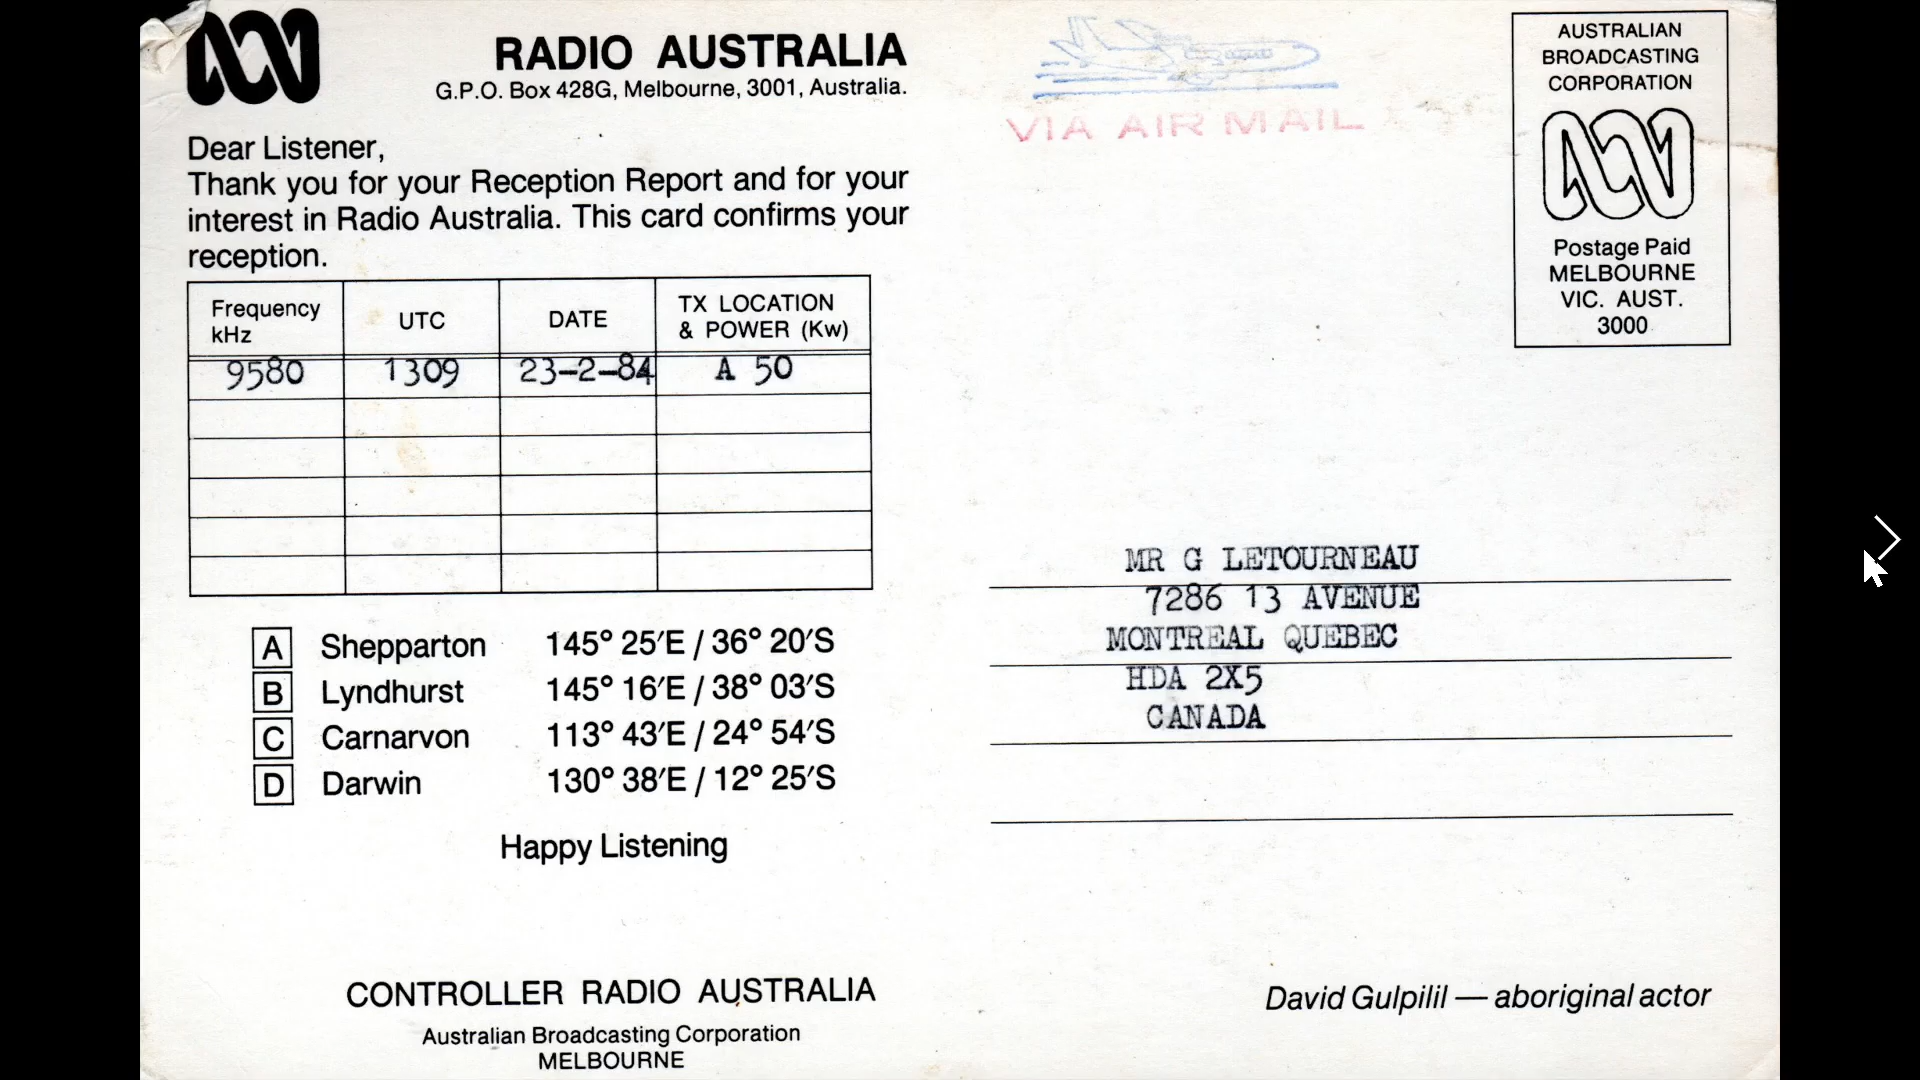 RADIO AUSTRALIA
G.P.O. Box 428G, Melbourne, 3001, Australia.
Dear Listener,
Thank you for your Reception Report and for your
interest in Radio Australia. This card confirms your
reception.
Frequency kHz UTC DATE TX LOCATION & POWER (Kw)
9580 1309 23-2-84 A 50
A Shepparton 145° 25′E / 36° 20′S
B Lyndhurst 145° 16′E / 38° 03′S
C Carnarvon 113° 43′E / 24° 54′S
D Darwin 130° 38′E / 12° 25′S
Happy Listening
CONTROLLER RADIO AUSTRALIA
Australian Broadcasting Corporation
MELBOURNE
VIA AIR MAIL
AUSTRALIAN
BROADCASTING
CORPORATION
Postage Paid
MELBOURNE
VIC. AUST.
3000
MR G LETOURNEAU
7286 13 AVENUE
MONTREAL QUEBEC
HDA 2X5
CANADA
David Gulpilil — aboriginal actor